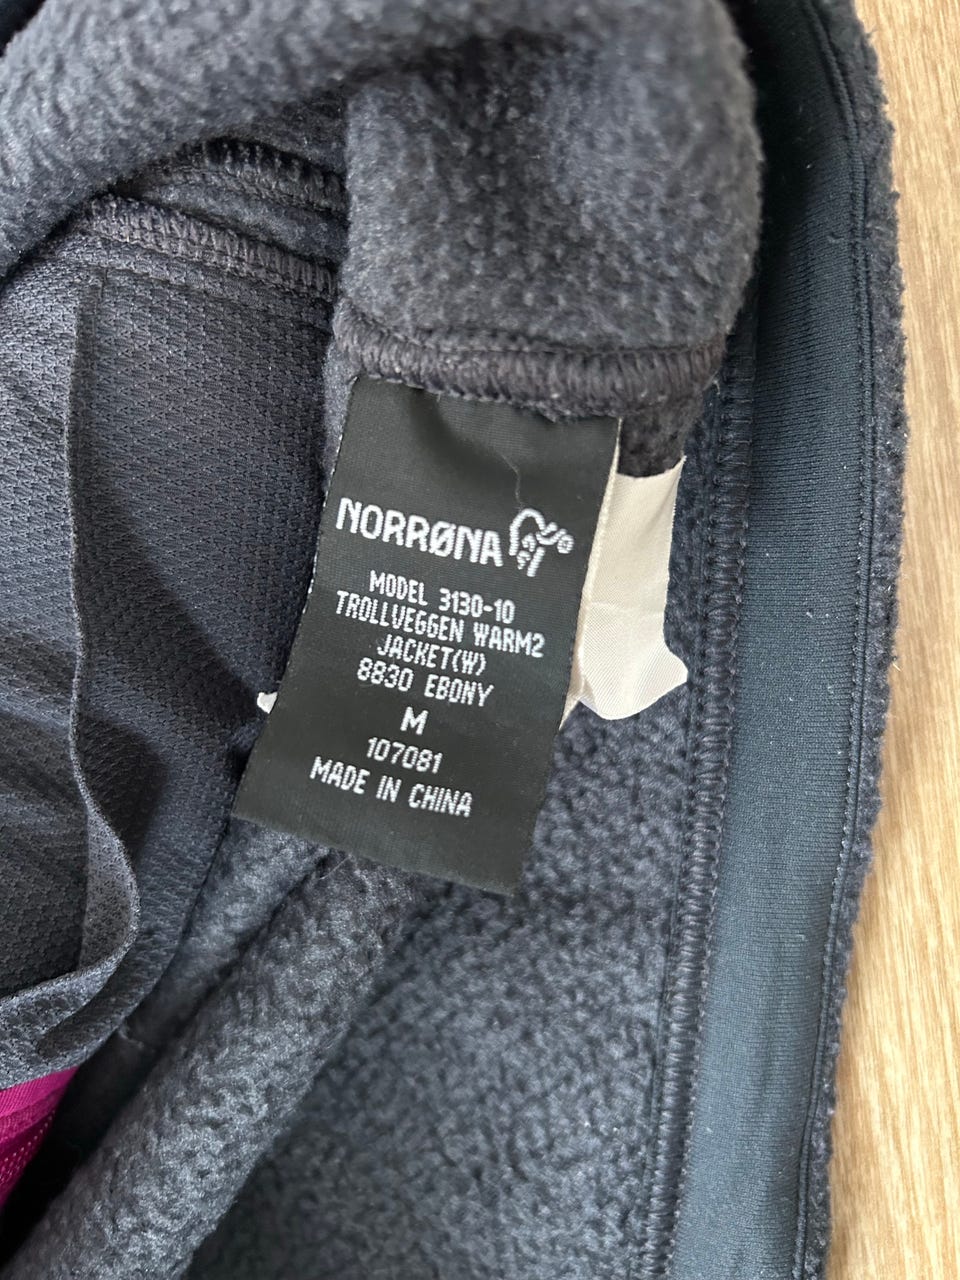 NORRØNA
MODEL 3130-10
TROLLVEGGEN WARM2
JACKET(W)
8830 EBONY
M
107081
MADE IN CHINA